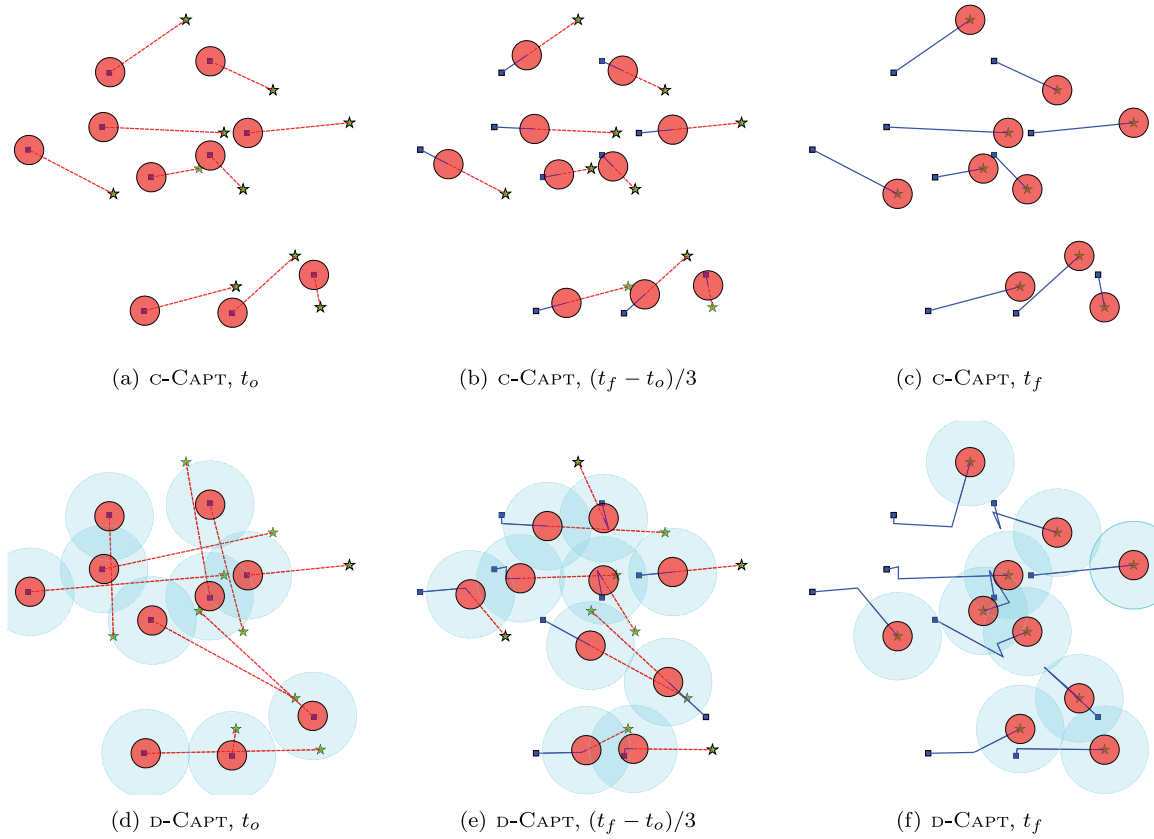 (a) C-CAPT, t_o
(b) C-CAPT, (t_f − t_o)/3
(c) C-CAPT, t_f
(d) D-CAPT, t_o
(e) D-CAPT, (t_f − t_o)/3
(f) D-CAPT, t_f